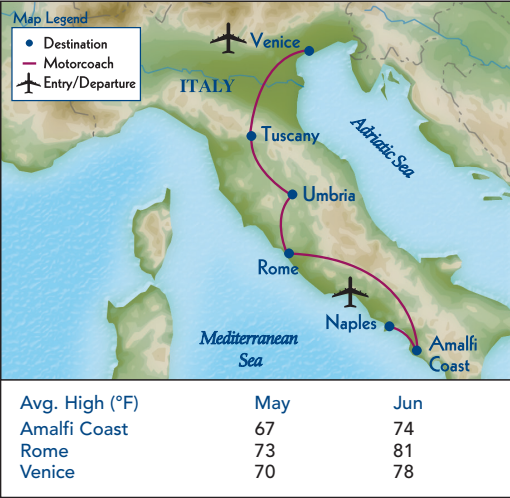 Map Legend
Destination
Motorcoach
Entry/Departure
Venice
ITALY
Tuscany
Adriatic Sea
Umbria
Rome
Naples
Mediterranean
Sea
Amalfi
Coast
Avg. High (°F) May Jun
Amalfi Coast 67 74
Rome 73 81
Venice 70 78